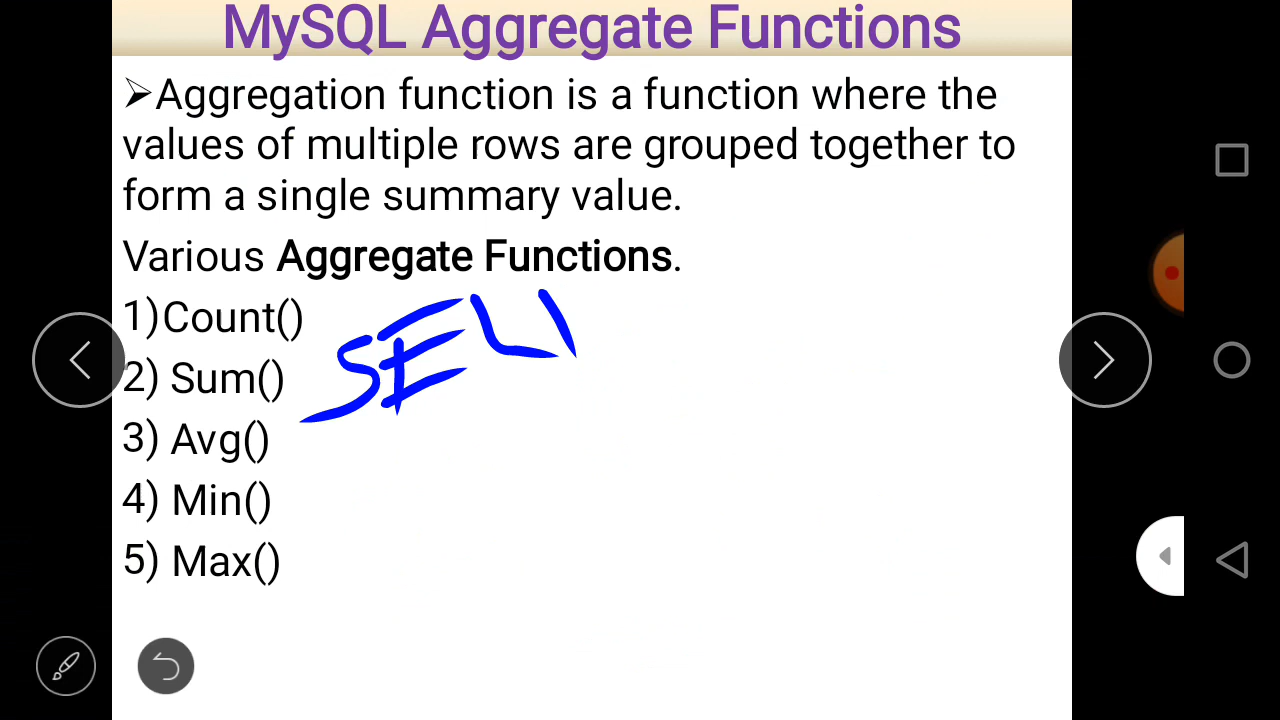 MySQL Aggregate Functions
➢Aggregation function is a function where the
values of multiple rows are grouped together to
form a single summary value.
Various Aggregate Functions.
1)Count()
2) Sum()
3) Avg()
4) Min()
5) Max()
SEL\